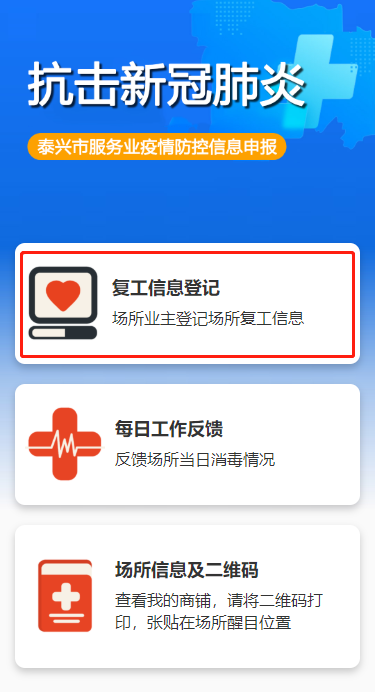 抗击新冠肺炎
泰兴市服务业疫情防控信息申报
复工信息登记
场所业主登记场所复工信息
每日工作反馈
反馈场所当日消毒情况
场所信息及二维码
查看我的商铺，请将二维码打
印，张贴在场所醒目位置